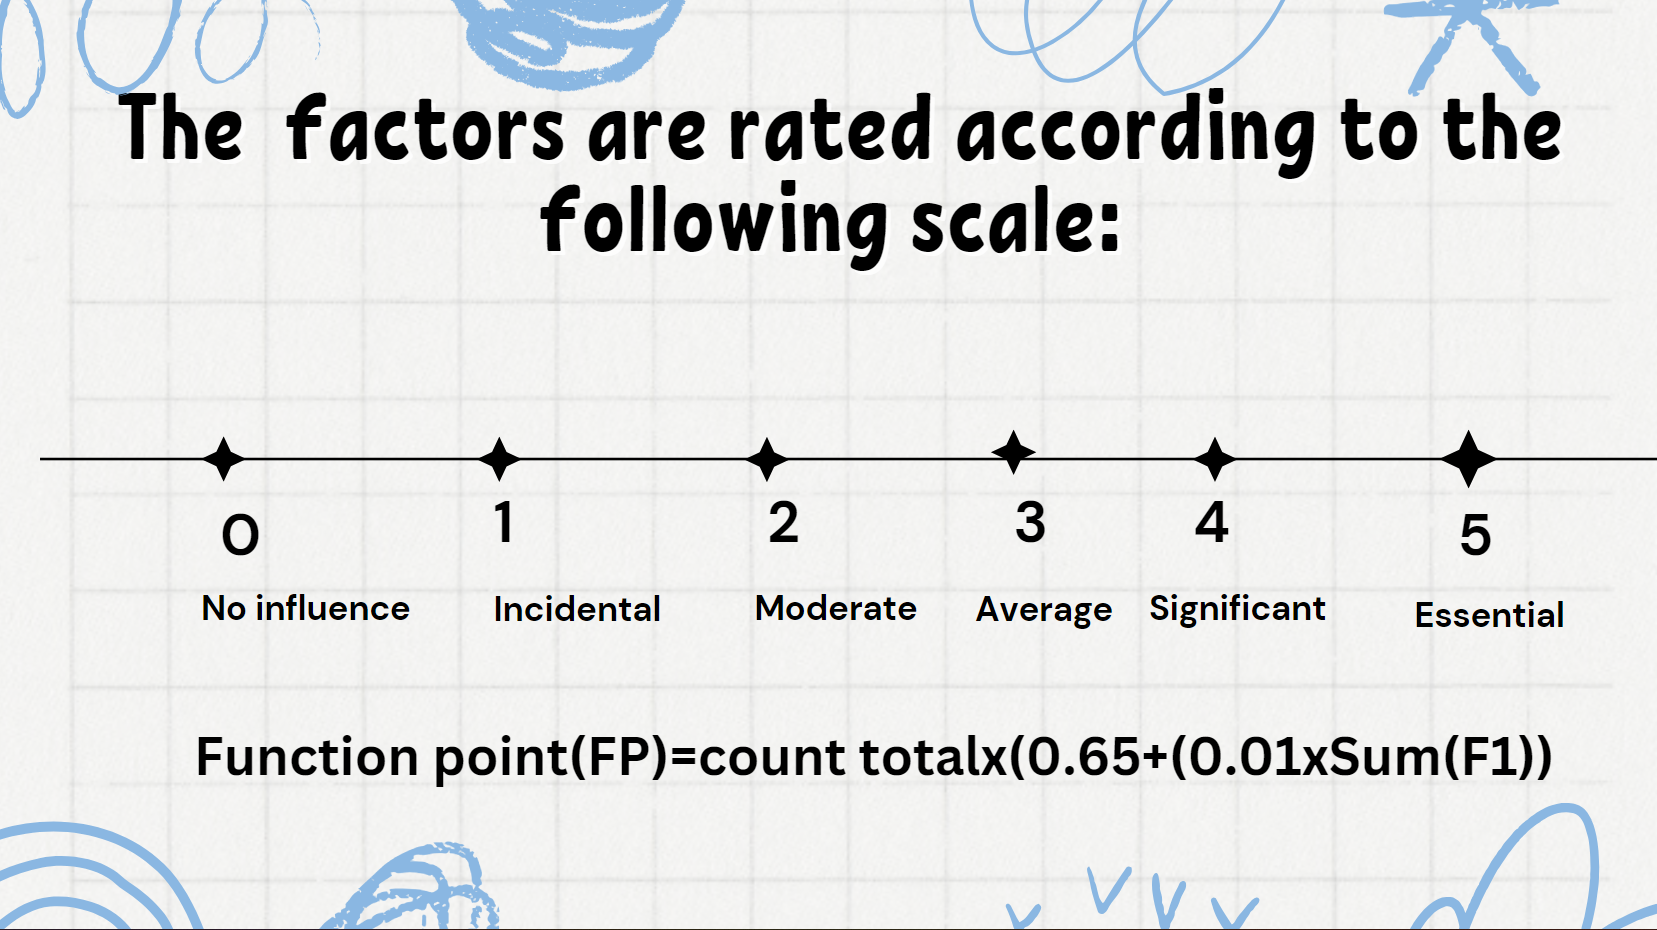 The factors are rated according to the
following scale:
0 1 2 3 4 5
No influence Incidental Moderate Average Significant Essential
Function point(FP)=count totalx(0.65+(0.01xSum(F1))